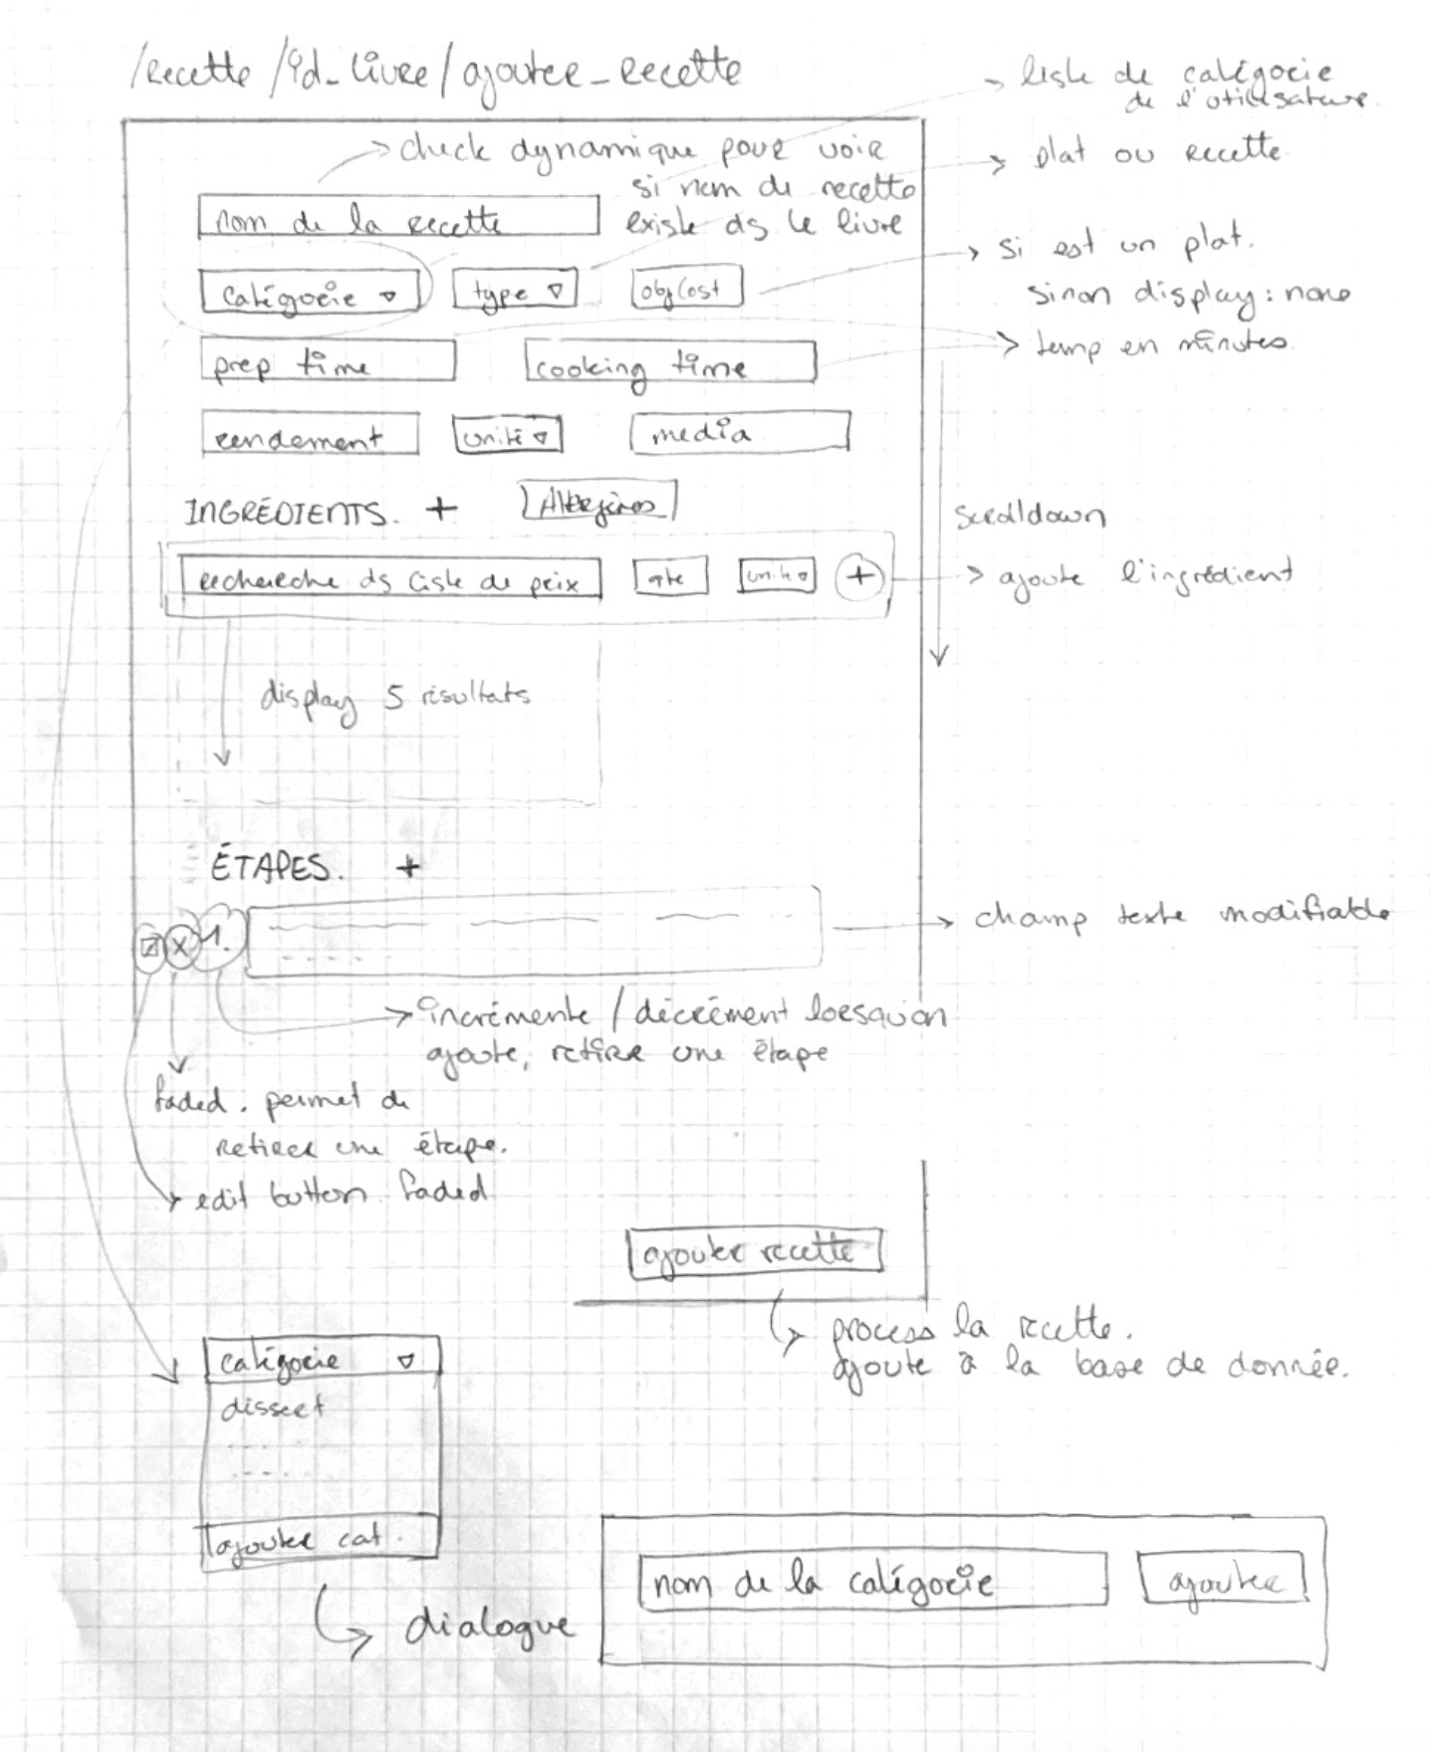 /recette /id_livre/ajouter_recette
→ liste de catégorie
de l'utilisateur.
→ check dynamique pour voir
si nom de recette
existe ds le livre
→ plat ou recette
nom de la recette
→ si est un plat.
sinon display: none
catégorie ▿
type ▿
obj cost
→ temp en minutes.
prep time
cooking time
rendement
unité ▿
media
INGRÉDIENTS. +
Allergènes
scrolldown
recherche ds liste de prix
qte
unité ▿
+
→ ajoute l'ingrédient
display 5 résultats
ÉTAPES. +
X
1.
→ champ texte modifiable
→ incrémente / décrément lorsqu'on
ajoute, retire une étape
faded. permet de
retirer une étape.
→ edit button faded
ajouter recette
→ process la recette.
ajoute à la base de donnée.
catégorie ▿
dessert
ajouter cat.
→ dialogue
nom de la catégorie
ajouter